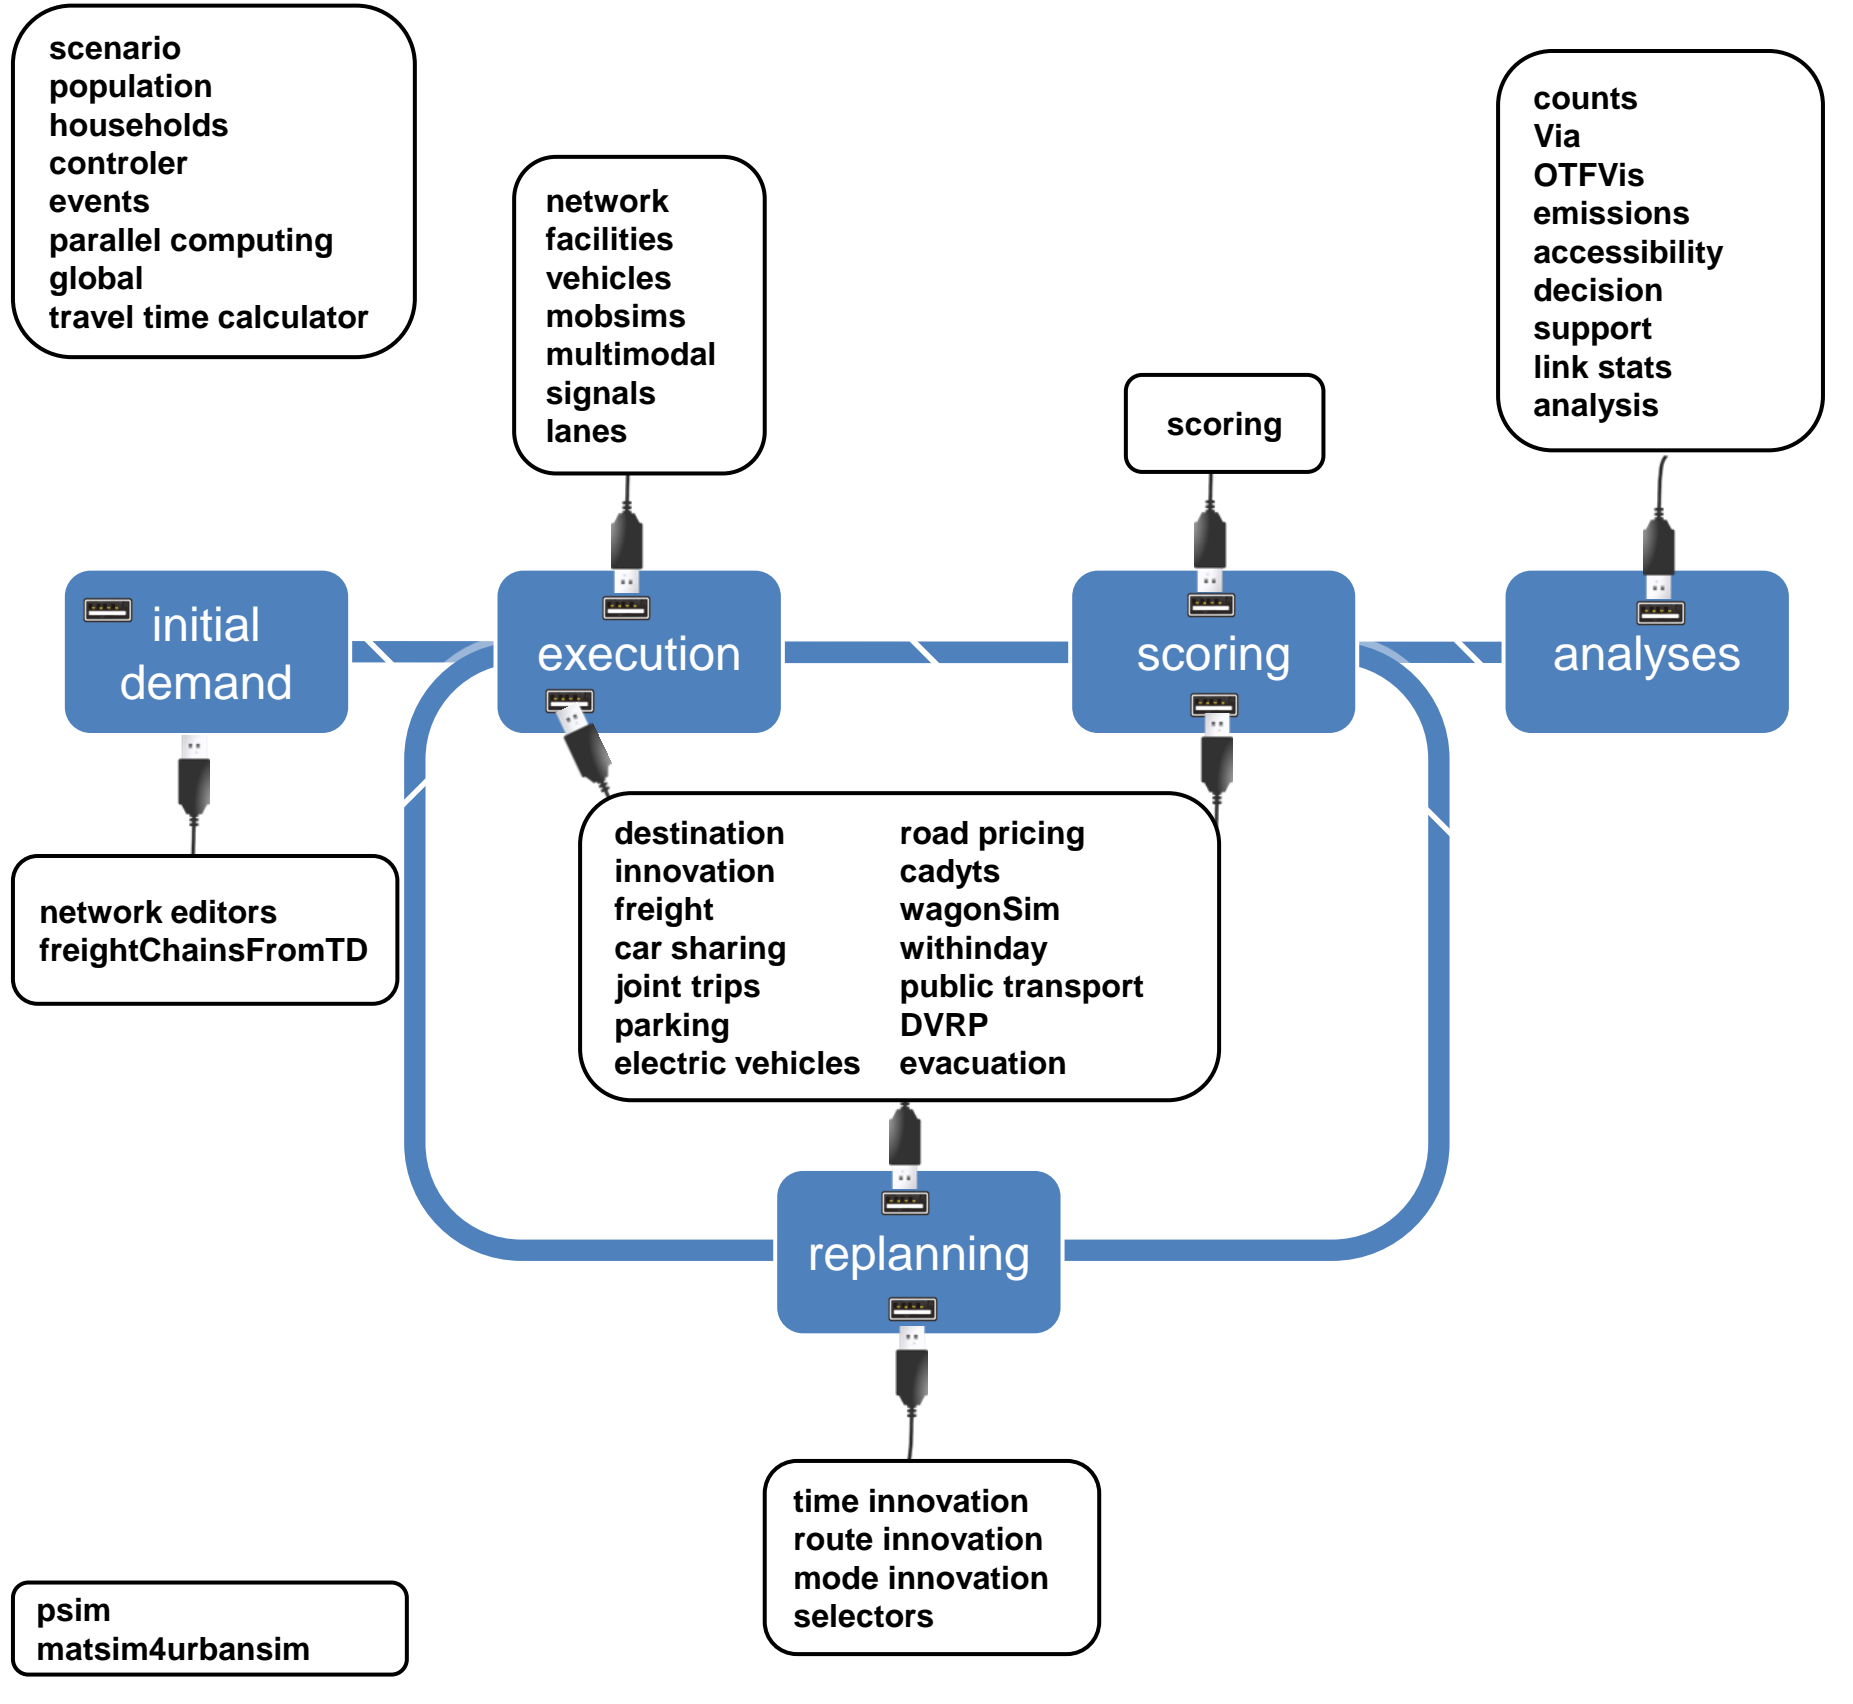 scenario
population
households
controler
events
parallel computing
global
travel time calculator
network
facilities
vehicles
mobsims
multimodal
signals
lanes
scoring
counts
Via
OTFVis
emissions
accessibility
decision
support
link stats
analysis
initial
demand
execution
scoring
analyses
network editors
freightChainsFromTD
destination
innovation
freight
car sharing
joint trips
parking
electric vehicles
road pricing
cadyts
wagonSim
withinday
public transport
DVRP
evacuation
replanning
time innovation
route innovation
mode innovation
selectors
psim
matsim4urbansim